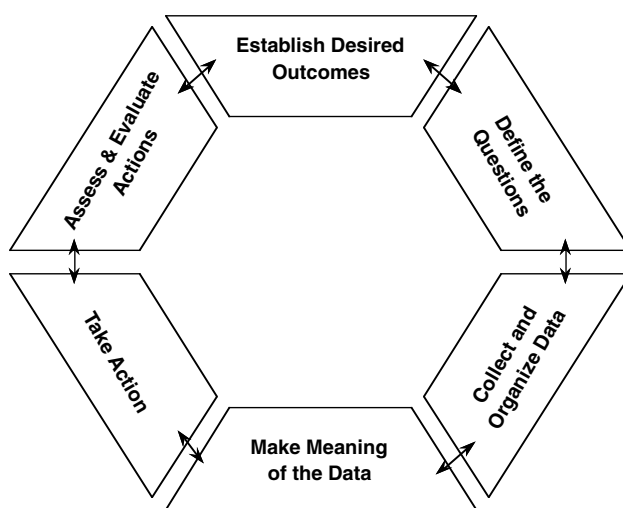 Establish Desired
Outcomes
Define the
Questions
Collect and
Organize Data
Make Meaning
of the Data
Take Action
Assess & Evaluate
Actions